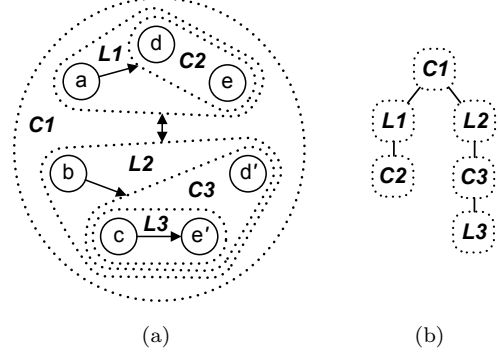 L1 d
a C2
e
C1
L2
b d′
C3
c L3 e′
(a)
C1
L1 L2
C2 C3
L3
(b)